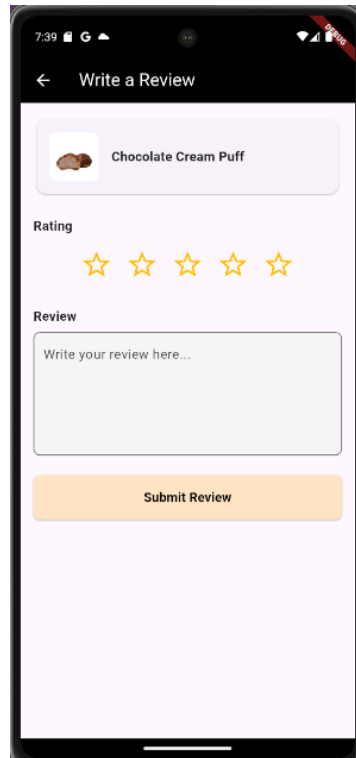 7:39 G
DEBUG
Write a Review
Chocolate Cream Puff
Rating
Review
Write your review here...
Submit Review